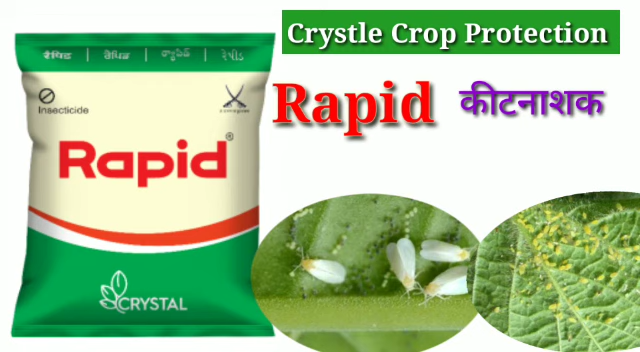 Crystle Crop Protection
Rapid कीटनाशक
रैपिड
Insecticide
Rapid®
CRYSTAL